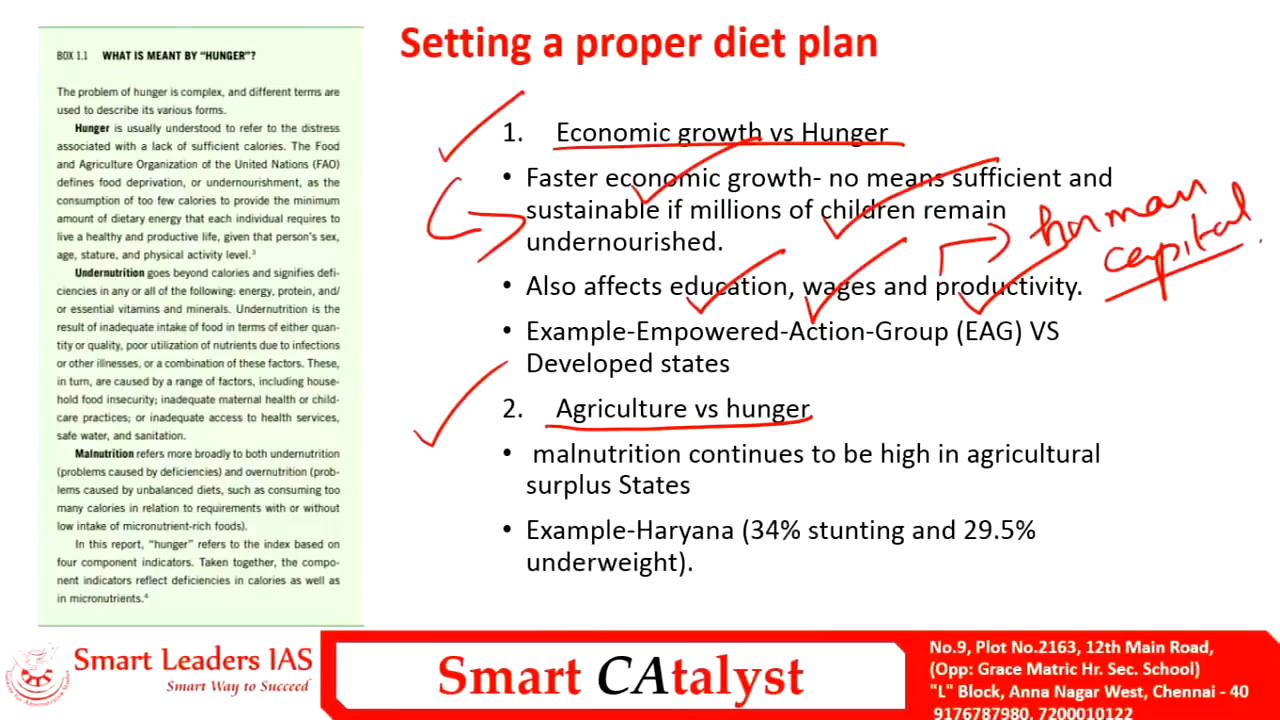 Setting a proper diet plan
BOX 1.1 WHAT IS MEANT BY “HUNGER”?
The problem of hunger is complex, and different terms are
used to describe its various forms.
Hunger is usually understood to refer to the distress
associated with a lack of sufficient calories. The Food
and Agriculture Organization of the United Nations (FAO)
defines food deprivation, or undernourishment, as the
consumption of too few calories to provide the minimum
amount of dietary energy that each individual requires to
live a healthy and productive life, given that person's sex,
age, stature, and physical activity level.³
Undernutrition goes beyond calories and signifies defi-
ciencies in any or all of the following: energy, protein, and/
or essential vitamins and minerals. Undernutrition is the
result of inadequate intake of food in terms of either quan-
tity or quality, poor utilization of nutrients due to infections
or other illnesses, or a combination of these factors. These,
in turn, are caused by a range of factors, including house-
hold food insecurity; inadequate maternal health or child-
care practices; or inadequate access to health services,
safe water, and sanitation.
Malnutrition refers more broadly to both undernutrition
(problems caused by deficiencies) and overnutrition (prob-
lems caused by unbalanced diets, such as consuming too
many calories in relation to requirements with or without
low intake of micronutrient-rich foods).
In this report, “hunger” refers to the index based on
four component indicators. Taken together, the compo-
nent indicators reflect deficiencies in calories as well as
in micronutrients.⁴
1. Economic growth vs Hunger
• Faster economic growth- no means sufficient and
sustainable if millions of children remain
undernourished.
human
capital
• Also affects education, wages and productivity.
• Example-Empowered-Action-Group (EAG) VS
Developed states
2. Agriculture vs hunger
• malnutrition continues to be high in agricultural
surplus States
• Example-Haryana (34% stunting and 29.5%
underweight).
Smart Leaders IAS
Smart Way to Succeed
Smart CAtalyst
No.9, Plot No.2163, 12th Main Road,
(Opp: Grace Matric Hr. Sec. School)
"L" Block, Anna Nagar West, Chennai - 40
9176787980, 7200010122